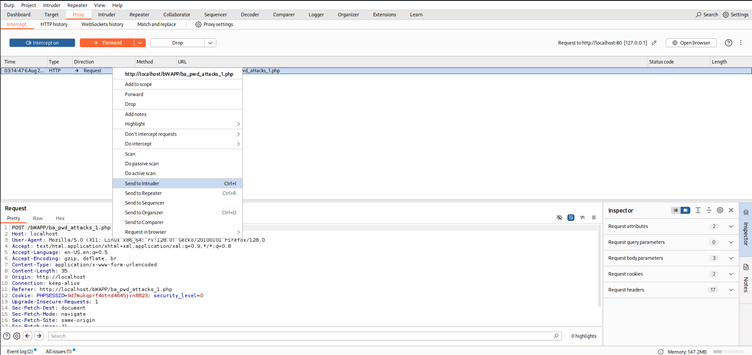 Burp Project Intruder Repeater View Help
Dashboard Target Proxy Intruder Repeater Collaborator Sequencer Decoder Comparer Logger Organizer Extensions Learn Search Settings
Intercept HTTP history WebSockets history Match and replace Proxy settings
Intercept on Forward Drop Request to http://localhost:80 [127.0.0.1] Open browser
Time Type Direction Method URL Status code Length
03:14:47 6 Aug 2... HTTP → Request wd_attacks_1.php
http://localhost/bWAPP/ba_pwd_attacks_1.php
Add to scope
Forward
Drop
Add notes
Highlight
Don't intercept requests
Do intercept
Scan
Do passive scan
Do active scan
Send to Intruder Ctrl+I
Send to Repeater Ctrl+R
Send to Sequencer
Send to Organizer Ctrl+O
Send to Comparer
Request in browser
Request
Pretty Raw Hex
1 POST /bWAPP/ba_pwd_attacks_1.php
2 Host: localhost
3 User-Agent: Mozilla/5.0 (X11; Linux x86_64; rv:128.0) Gecko/20100101 Firefox/128.0
4 Accept: text/html,application/xhtml+xml,application/xml;q=0.9,*/*;q=0.8
5 Accept-Language: en-US,en;q=0.5
6 Accept-Encoding: gzip, deflate, br
7 Content-Type: application/x-www-form-urlencoded
8 Content-Length: 35
9 Origin: http://localhost
10 Connection: keep-alive
11 Referer: http://localhost/bWAPP/ba_pwd_attacks_1.php
12 Cookie: security_level=0
13 Upgrade-Insecure-Requests: 1
14 Sec-Fetch-Dest: document
15 Sec-Fetch-Mode: navigate
16 Sec-Fetch-Site: same-origin
Search 0 highlights
Inspector
Request attributes 2
Request query parameters 0
Request body parameters 3
Request cookies 2
Request headers 17
Inspector
Notes
Event log (2) All issues (1) Memory: 147.2MB